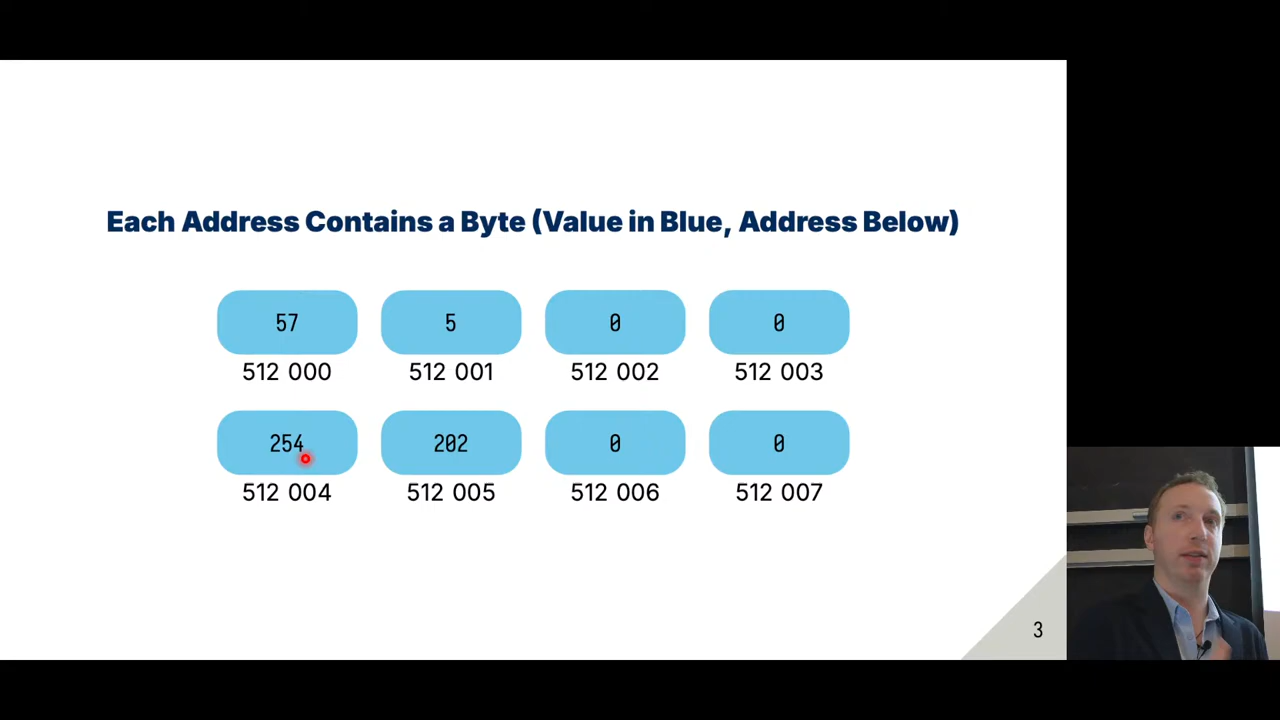 Each Address Contains a Byte (Value in Blue, Address Below)
57 5 0 0
512 000 512 001 512 002 512 003
254 202 0 0
512 004 512 005 512 006 512 007
3